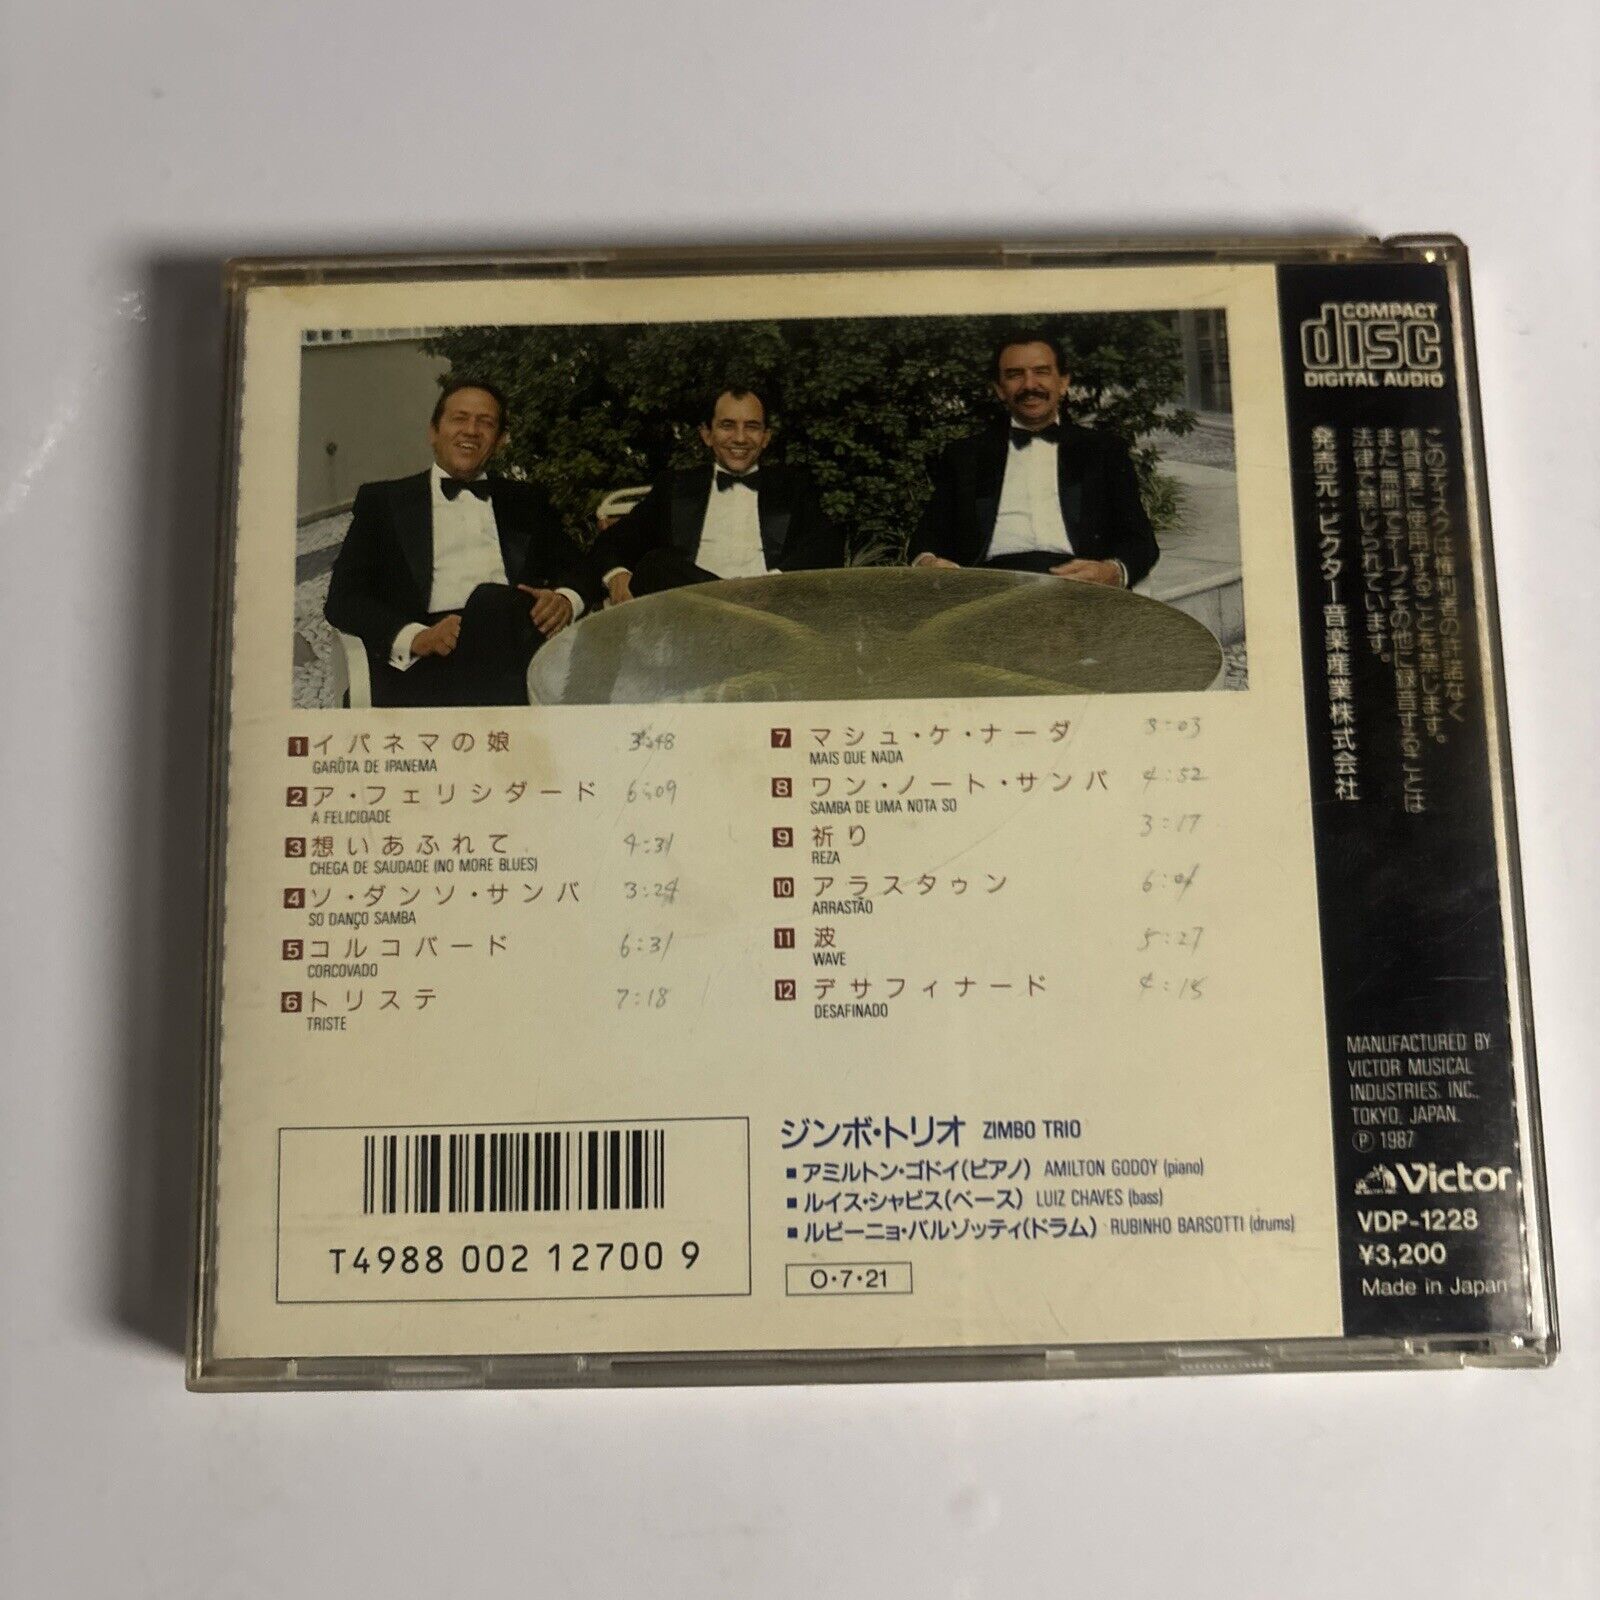 1 イパネマの娘 3:48
GARÔTA DE IPANEMA
2 ア・フェリシダード 6:09
A FELICIDADE
3 想いあふれて 4:31
CHEGA DE SAUDADE (NO MORE BLUES)
4 ソ・ダンソ・サンバ 3:24
SO DANÇO SAMBA
5 コルコバード 6:31
CORCOVADO
6 トリステ 7:18
TRISTE
7 マシュ・ケ・ナーダ 3:03
MAIS QUE NADA
8 ワン・ノート・サンバ 4:52
SAMBA DE UMA NOTA SO
9 祈り 3:17
REZA
10 アラスタゥン
ARRASTÃO
11 波 5:27
WAVE
12 デサフィナード 4:15
DESAFINADO
T4988 002 12700 9
ジンボ・トリオ ZIMBO TRIO
■アミルトン・ゴドイ(ピアノ) AMILTON GODOY (piano)
■ルイス・シャビス(ベース) LUIZ CHAVES (bass)
■ルビーニョ・バルゾッティ(ドラム) RUBINHO BARSOTTI (drums)
O・7・21
COMPACT
disc
DIGITAL AUDIO
このディスクは権利者の許諾なく
賃貸業に使用することを禁じます。
また無断でテープその他に録音することは
法律で禁じられています。
発売元:ビクター音楽産業株式会社
MANUFACTURED BY
VICTOR MUSICAL
INDUSTRIES, INC.,
TOKYO, JAPAN.
Ⓟ 1987
Victor
VDP-1228
¥3,200
Made in Japan